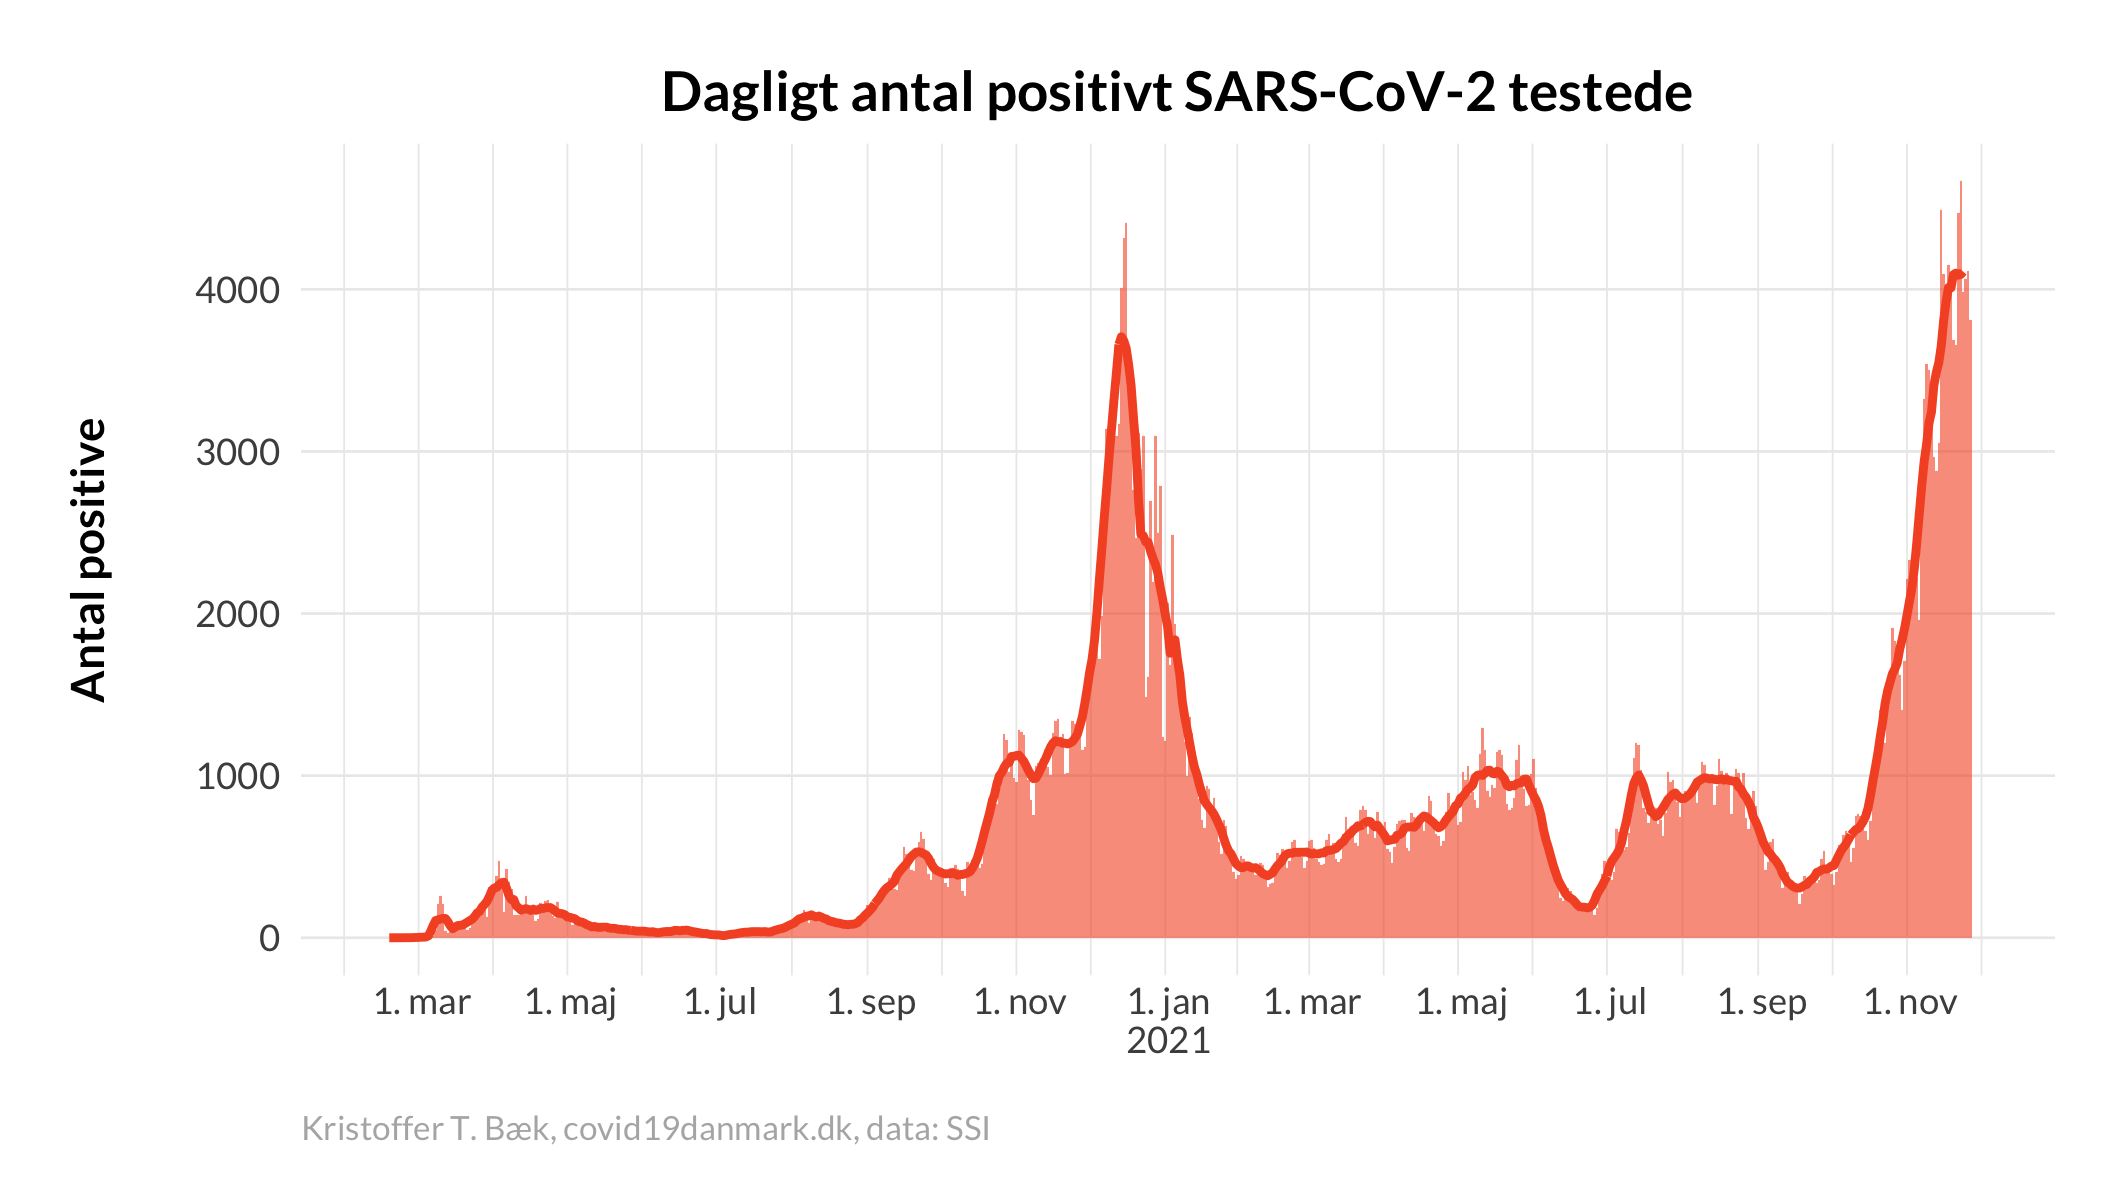 Dagligt antal positivt SARS-CoV-2 testede
Antal positive
4000
3000
2000
1000
0
1. mar 1. maj 1. jul 1. sep 1. nov 1. jan 1. mar 1. maj 1. jul 1. sep 1. nov
2021
Kristoffer T. Bæk, covid19danmark.dk, data: SSI